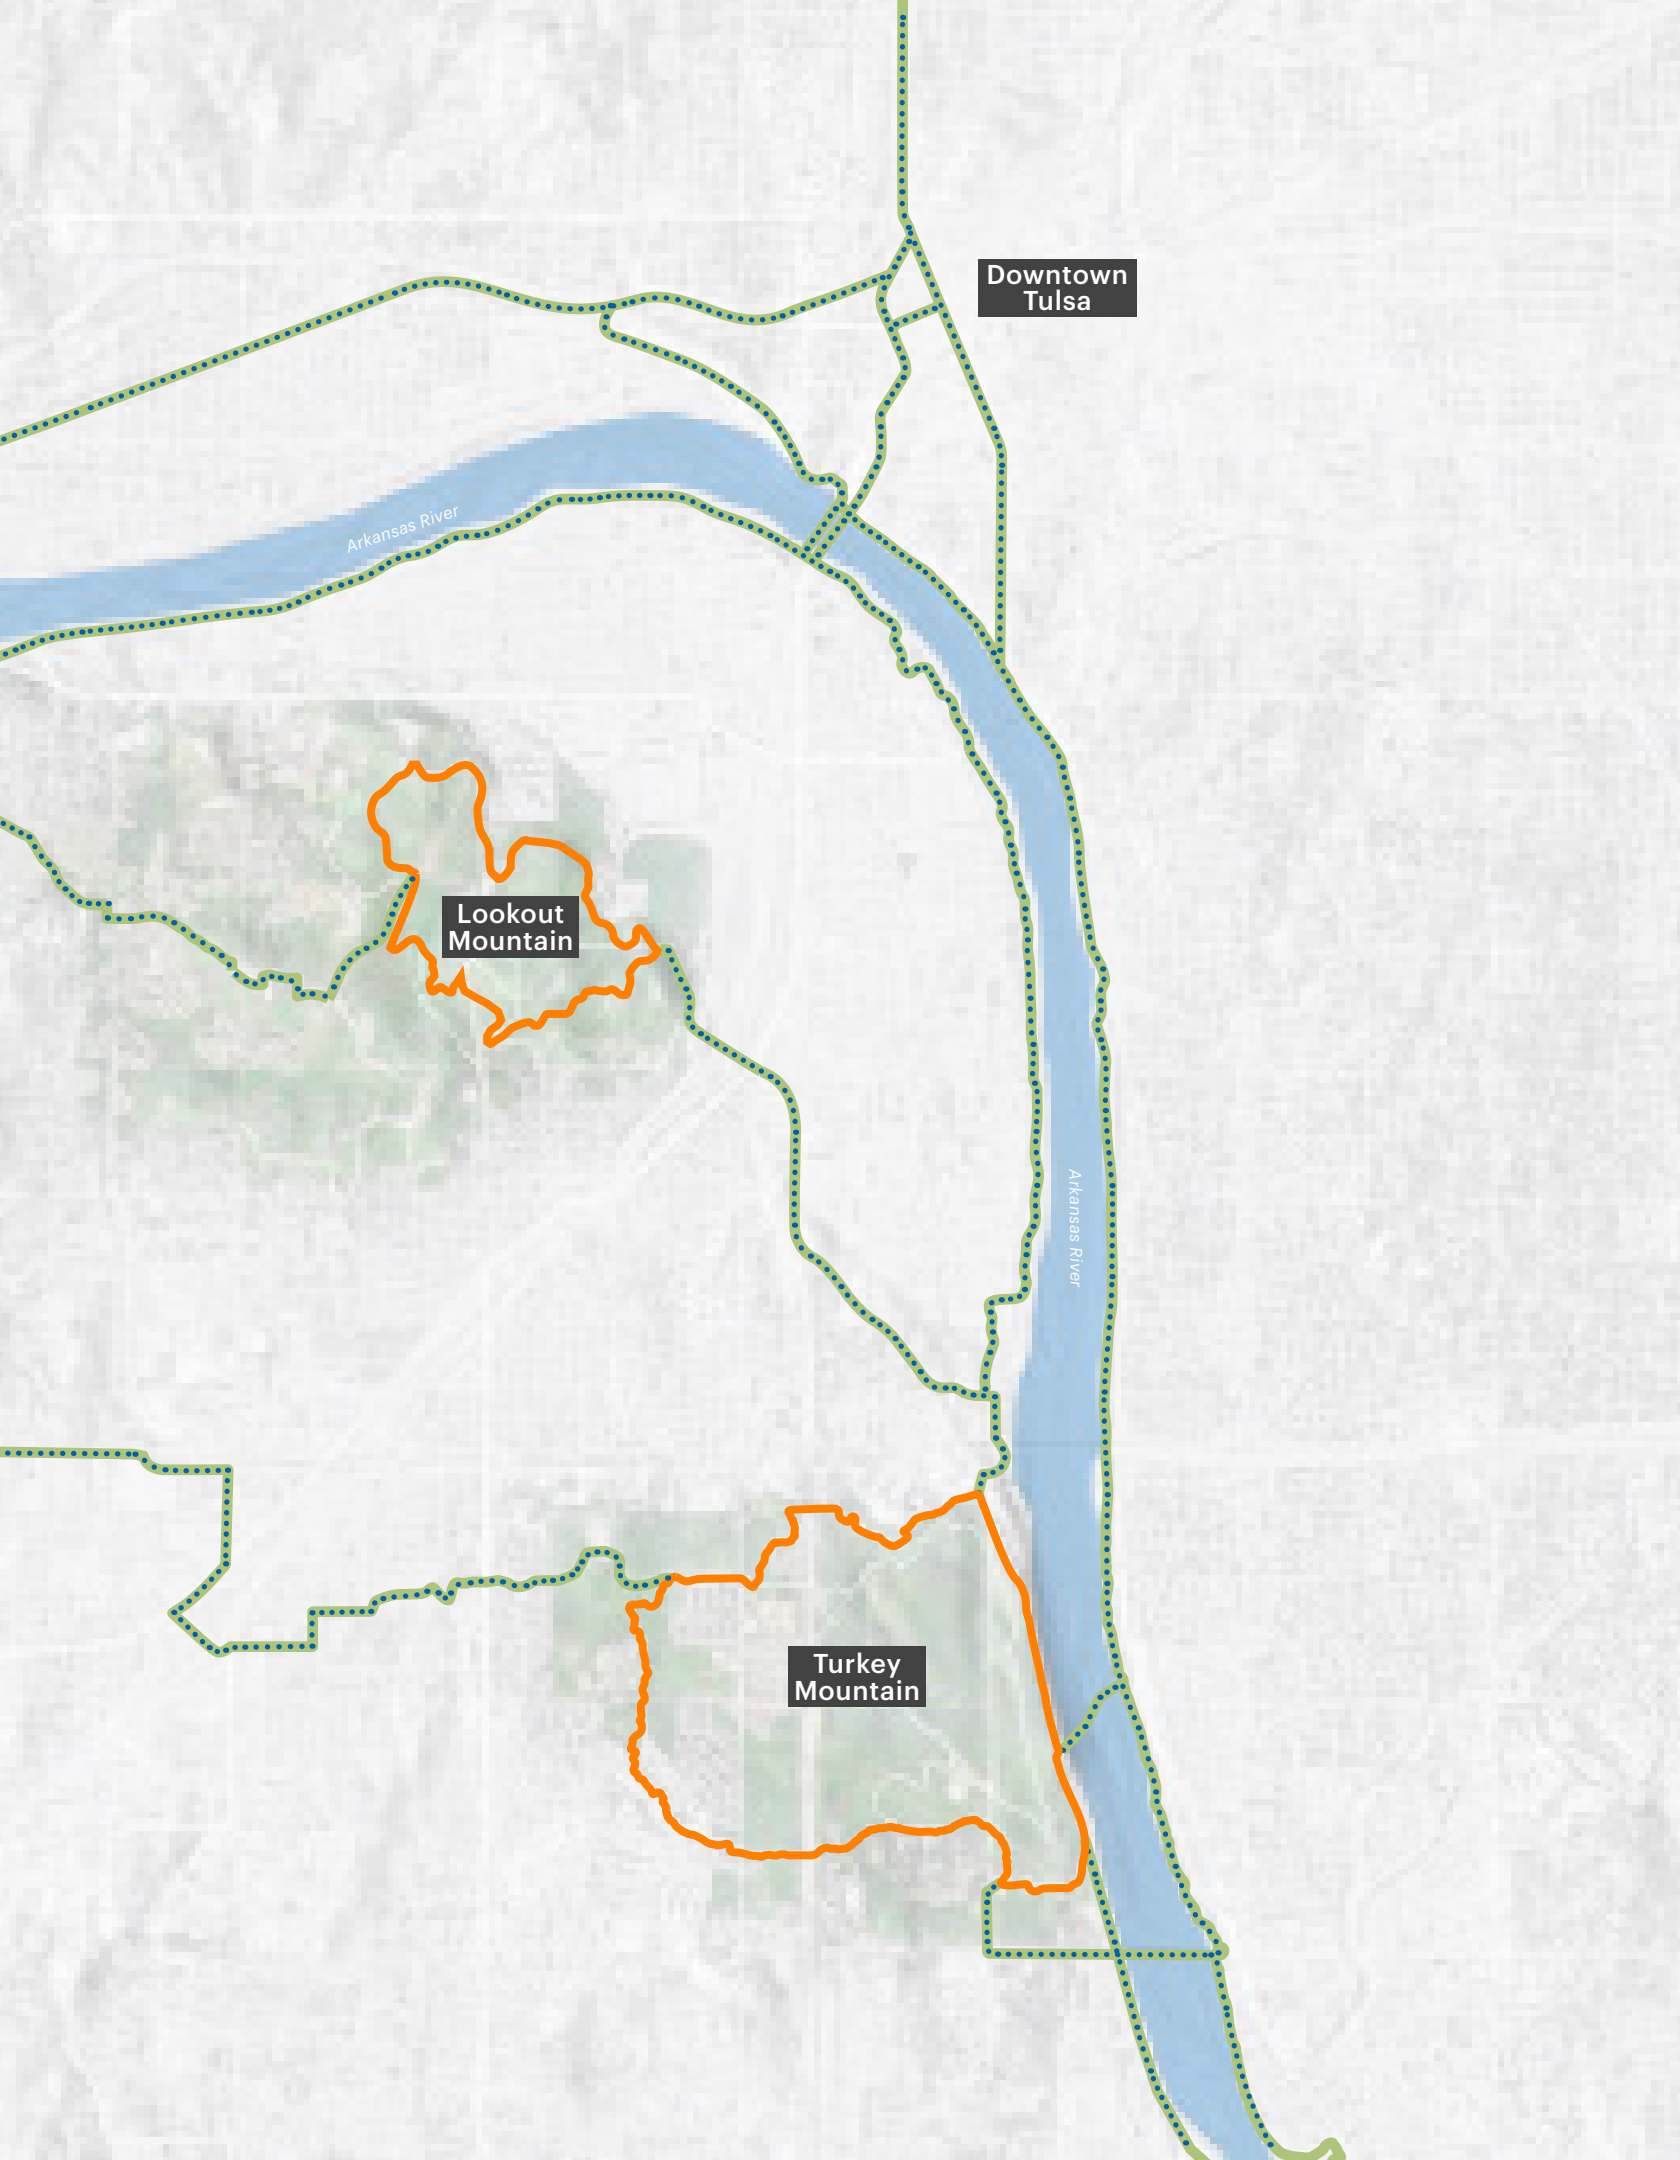 Downtown
Tulsa
Arkansas River
Lookout
Mountain
Arkansas River
Turkey
Mountain